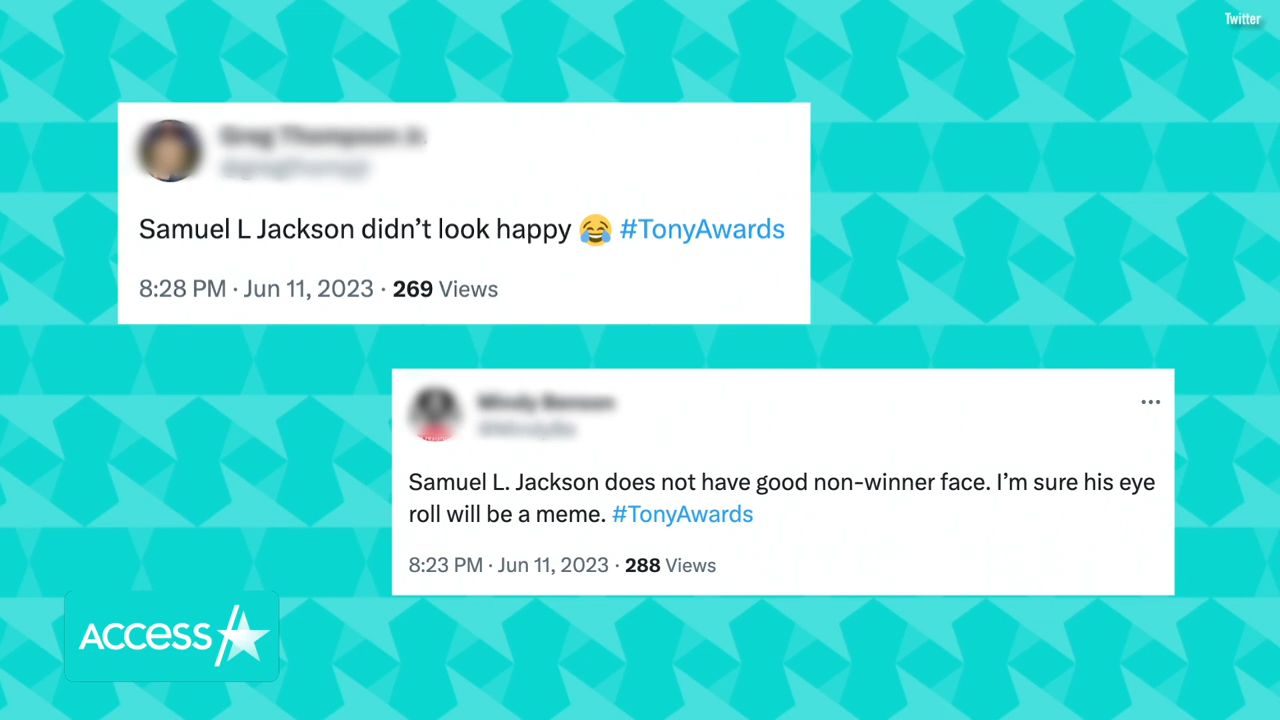 Twitter
Samuel L Jackson didn’t look happy 😂 #TonyAwards
8:28 PM · Jun 11, 2023 · 269 Views
Samuel L. Jackson does not have good non-winner face. I’m sure his eye
roll will be a meme. #TonyAwards
8:23 PM · Jun 11, 2023 · 288 Views
ACCESS